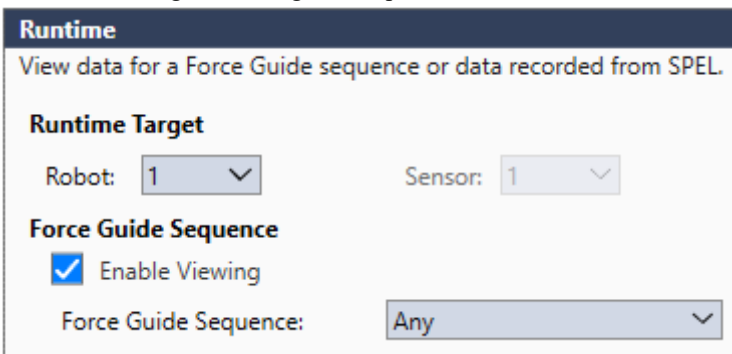 Runtime
View data for a Force Guide sequence or data recorded from SPEL.
Runtime Target
Robot: 1 Sensor: 1
Force Guide Sequence
Enable Viewing
Force Guide Sequence: Any